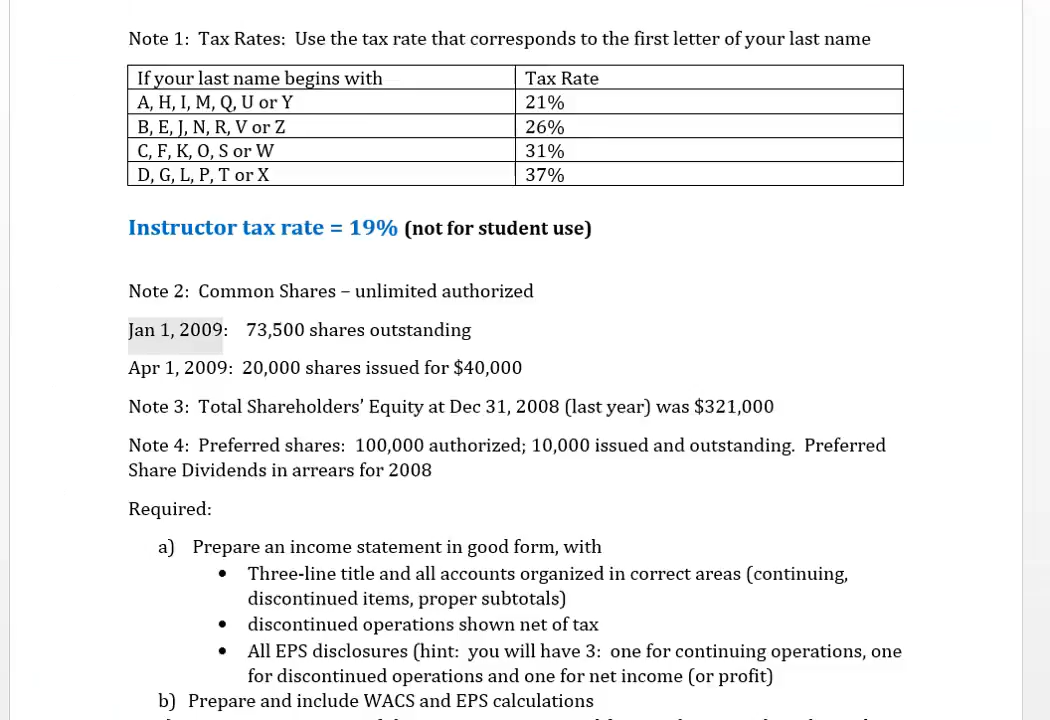 Note 1: Tax Rates: Use the tax rate that corresponds to the first letter of your last name
If your last name begins with Tax Rate
A, H, I, M, Q, U or Y 21%
B, E, J, N, R, V or Z 26%
C, F, K, O, S or W 31%
D, G, L, P, T or X 37%
Instructor tax rate = 19% (not for student use)
Note 2: Common Shares – unlimited authorized
Jan 1, 2009: 73,500 shares outstanding
Apr 1, 2009: 20,000 shares issued for $40,000
Note 3: Total Shareholders’ Equity at Dec 31, 2008 (last year) was $321,000
Note 4: Preferred shares: 100,000 authorized; 10,000 issued and outstanding. Preferred
Share Dividends in arrears for 2008
Required:
a) Prepare an income statement in good form, with
• Three-line title and all accounts organized in correct areas (continuing,
discontinued items, proper subtotals)
• discontinued operations shown net of tax
• All EPS disclosures (hint: you will have 3: one for continuing operations, one
for discontinued operations and one for net income (or profit)
b) Prepare and include WACS and EPS calculations